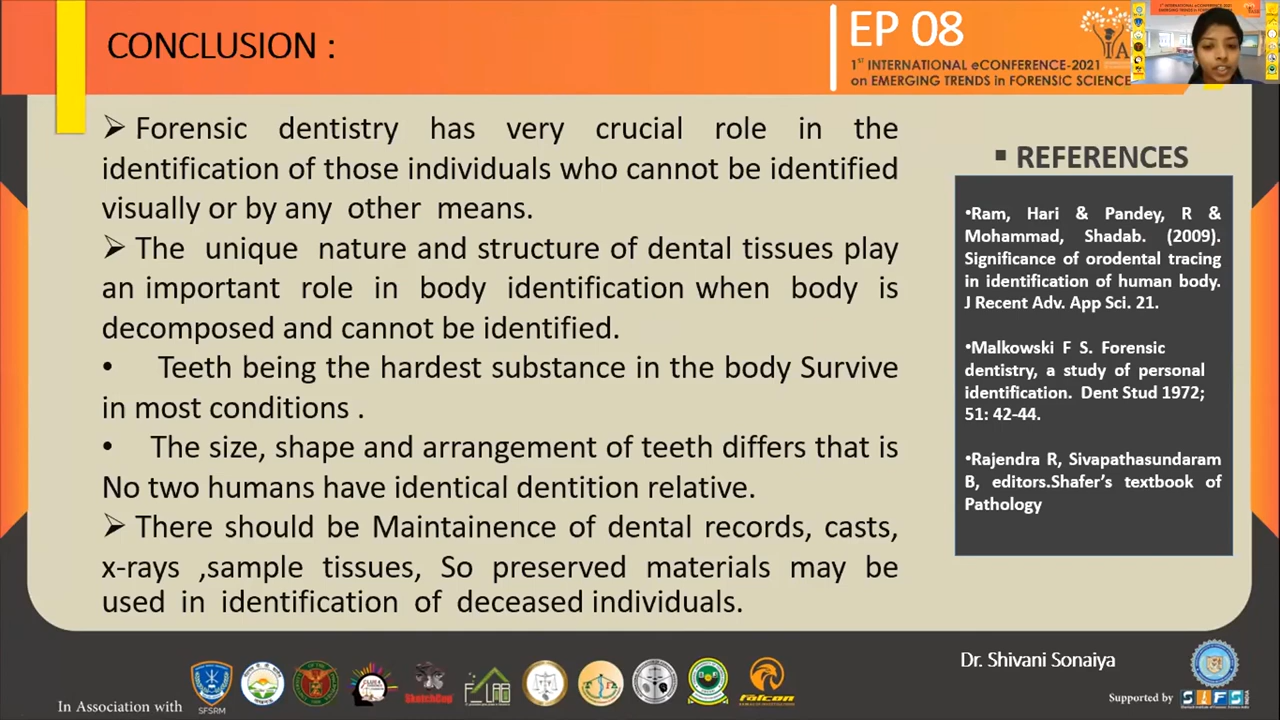 CONCLUSION :
EP 08
1ST INTERNATIONAL eCONFERENCE-2021
on EMERGING TRENDS in FORENSIC SCIENCE
➢ Forensic dentistry has very crucial role in the
identification of those individuals who cannot be identified
visually or by any other means.
➢ The unique nature and structure of dental tissues play
an important role in body identification when body is
decomposed and cannot be identified.
• Teeth being the hardest substance in the body Survive
in most conditions .
• The size, shape and arrangement of teeth differs that is
No two humans have identical dentition relative.
➢ There should be Maintainence of dental records, casts,
x-rays ,sample tissues, So preserved materials may be
used in identification of deceased individuals.
▪ REFERENCES
•Ram, Hari & Pandey, R &
Mohammad, Shadab. (2009).
Significance of orodental tracing
in identification of human body.
J Recent Adv. App Sci. 21.
•Malkowski F S. Forensic
dentistry, a study of personal
identification. Dent Stud 1972;
51: 42-44.
•Rajendra R, Sivapathasundaram
B, editors.Shafer's textbook of
Pathology
Dr. Shivani Sonaiya
In Association with
SFSRM
SketchCop
F LAB
falcon
Supported by
SIFS